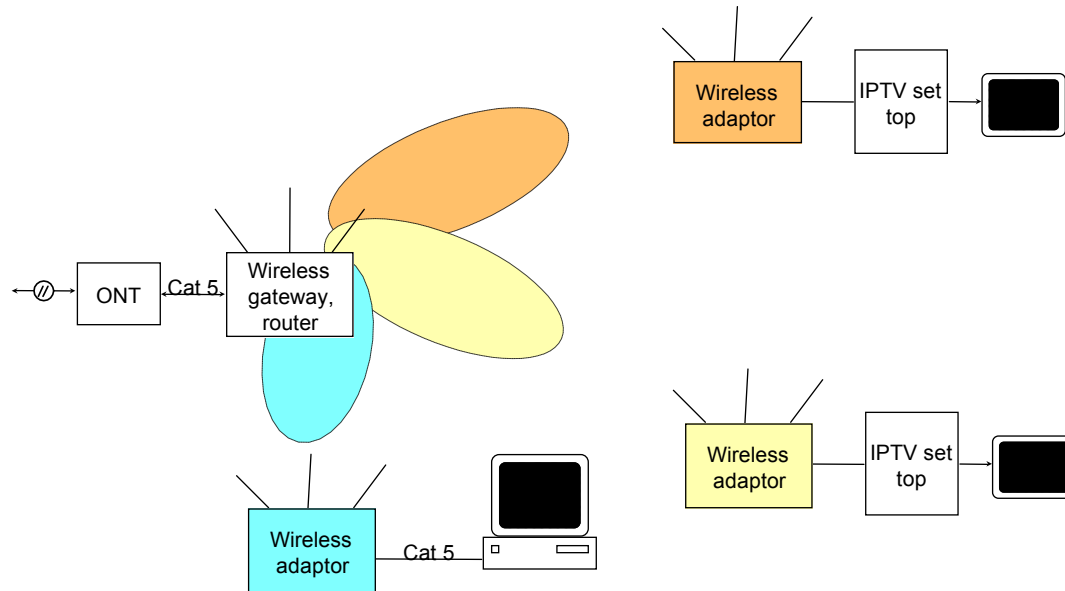 Wireless
adaptor
IPTV set
top
ONT
Cat 5
Wireless
gateway,
router
Wireless
adaptor
IPTV set
top
Wireless
adaptor
Cat 5